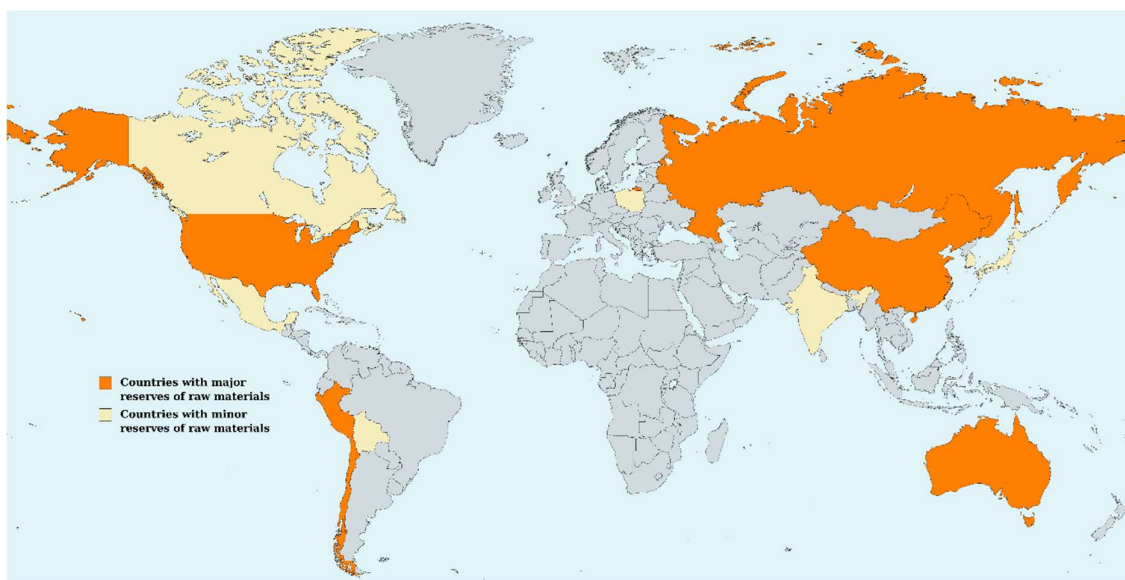 Countries with major
reserves of raw materials
Countries with minor
reserves of raw materials